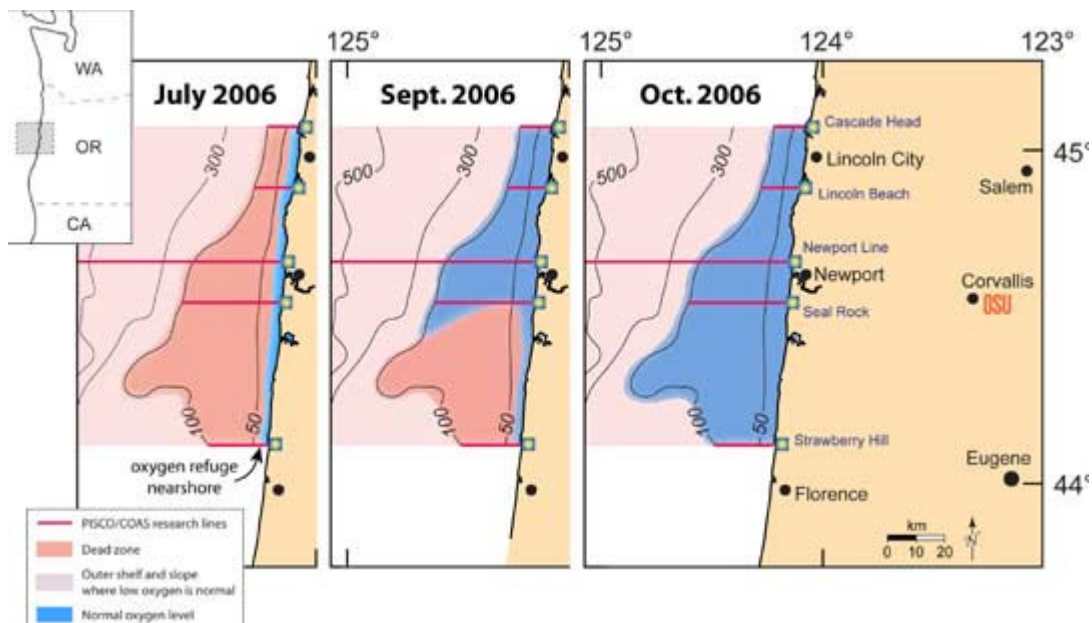 125°
125°
124°
123°
WA
OR
CA
July 2006
Sept. 2006
Oct. 2006
300
100
50
500
300
100
50
500
300
100
50
Cascade Head
Lincoln City
Lincoln Beach
Newport Line
Newport
Seal Rock
Strawberry Hill
Florence
Salem
Corvallis
OSU
Eugene
45°
44°
km
0 10 20
N
oxygen refuge
nearshore
PISCO/COAS research lines
Dead zone
Outer shelf and slope
where low oxygen is normal
Normal oxygen level